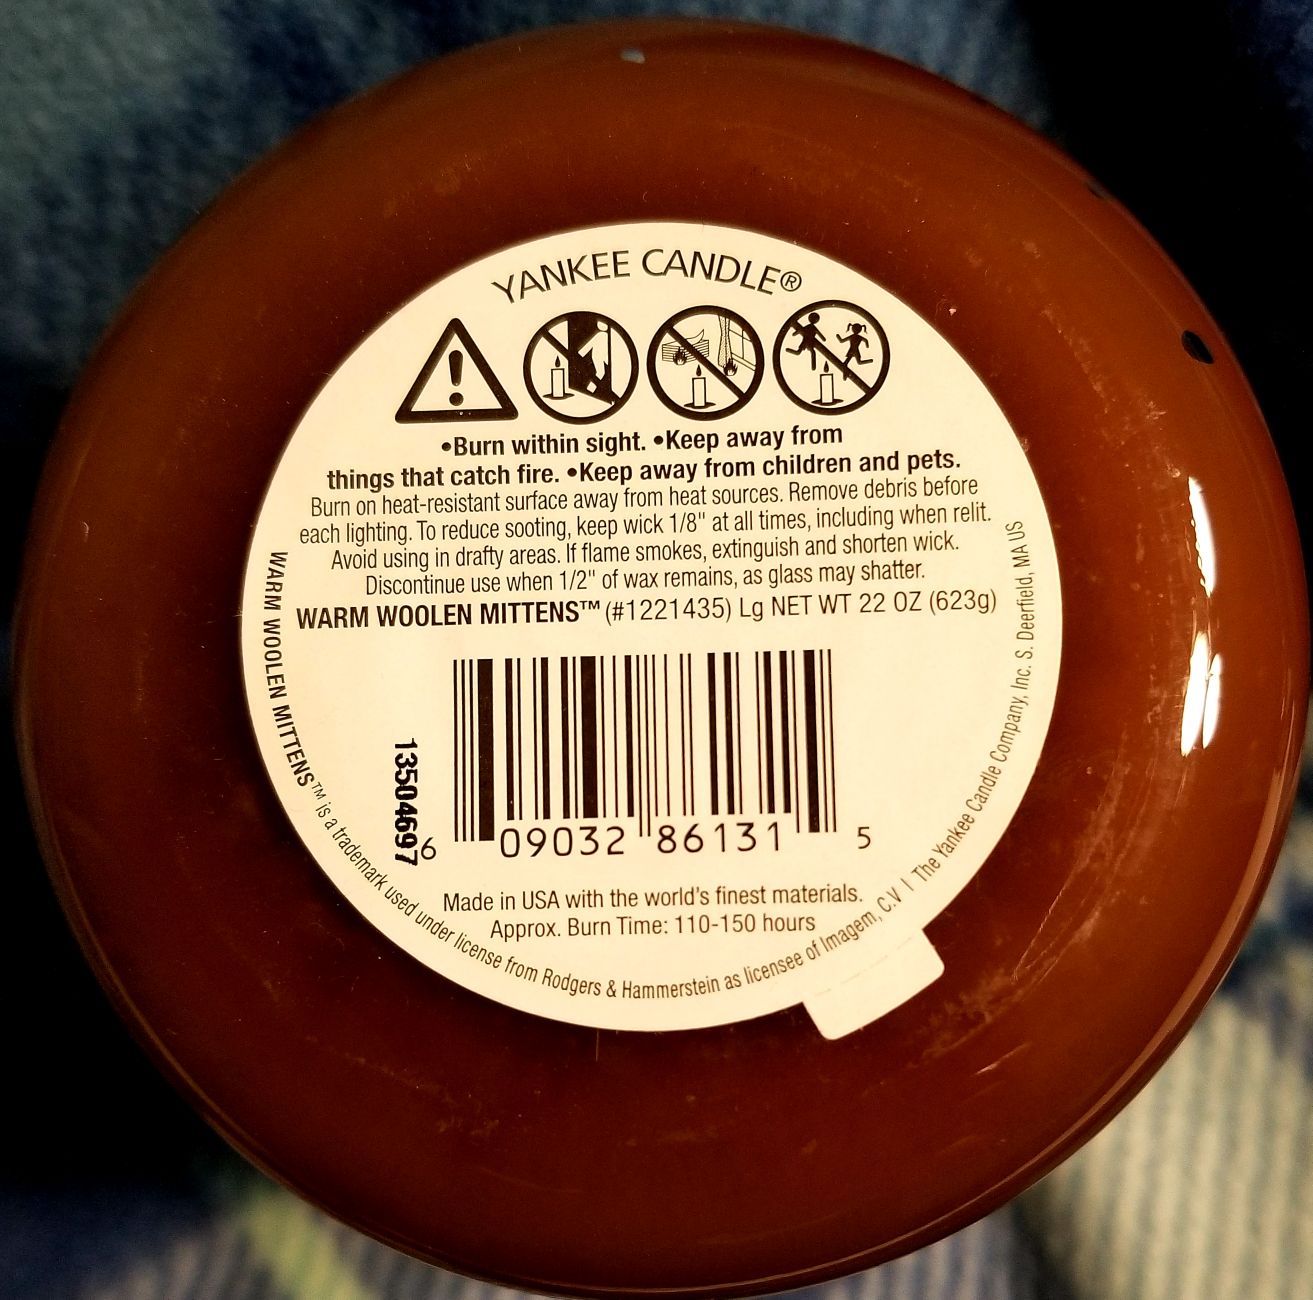 YANKEE CANDLE®
•Burn within sight. •Keep away from
things that catch fire. •Keep away from children and pets.
Burn on heat-resistant surface away from heat sources. Remove debris before
each lighting. To reduce sooting, keep wick 1/8" at all times, including when relit.
Avoid using in drafty areas. If flame smokes, extinguish and shorten wick.
Discontinue use when 1/2" of wax remains, as glass may shatter.
WARM WOOLEN MITTENS™ (#1221435) Lg NET WT 22 OZ (623g)
13504697
6 09032 86131 5
Made in USA with the world's finest materials.
Approx. Burn Time: 110-150 hours
WARM WOOLEN MITTENS™ is a trademark used under license from Rodgers & Hammerstein as licensee of Imagem, C.V | The Yankee Candle Company, Inc. S. Deerfield, MA US